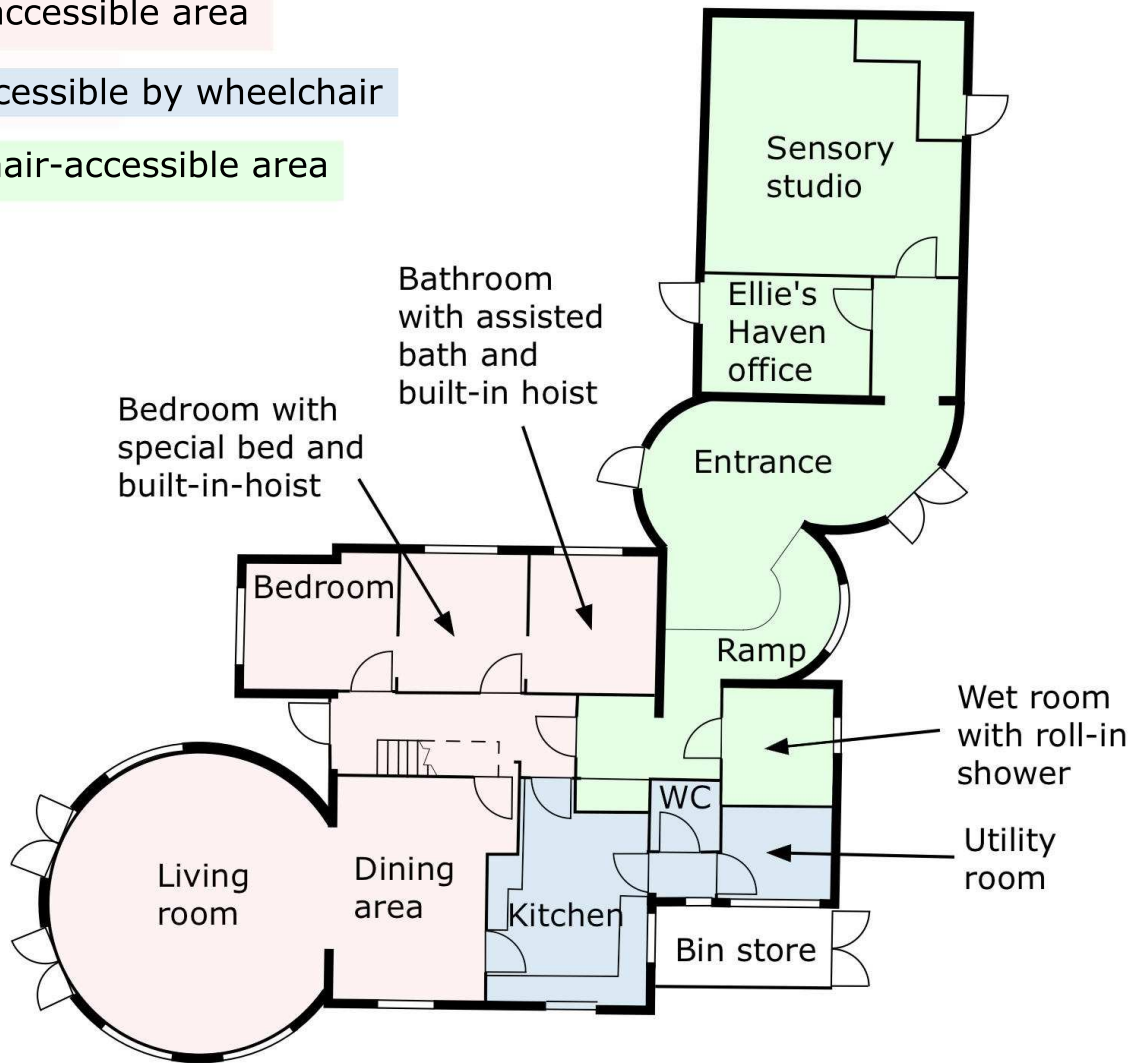 accessible area
cessible by wheelchair
air-accessible area
Sensory
studio
Bathroom
with assisted
bath and
built-in hoist
Ellie's
Haven
office
Bedroom with
special bed and
built-in-hoist
Entrance
Bedroom
Ramp
Wet room
with roll-in
shower
WC
Utility
room
Living
room
Dining
area
Kitchen
Bin store